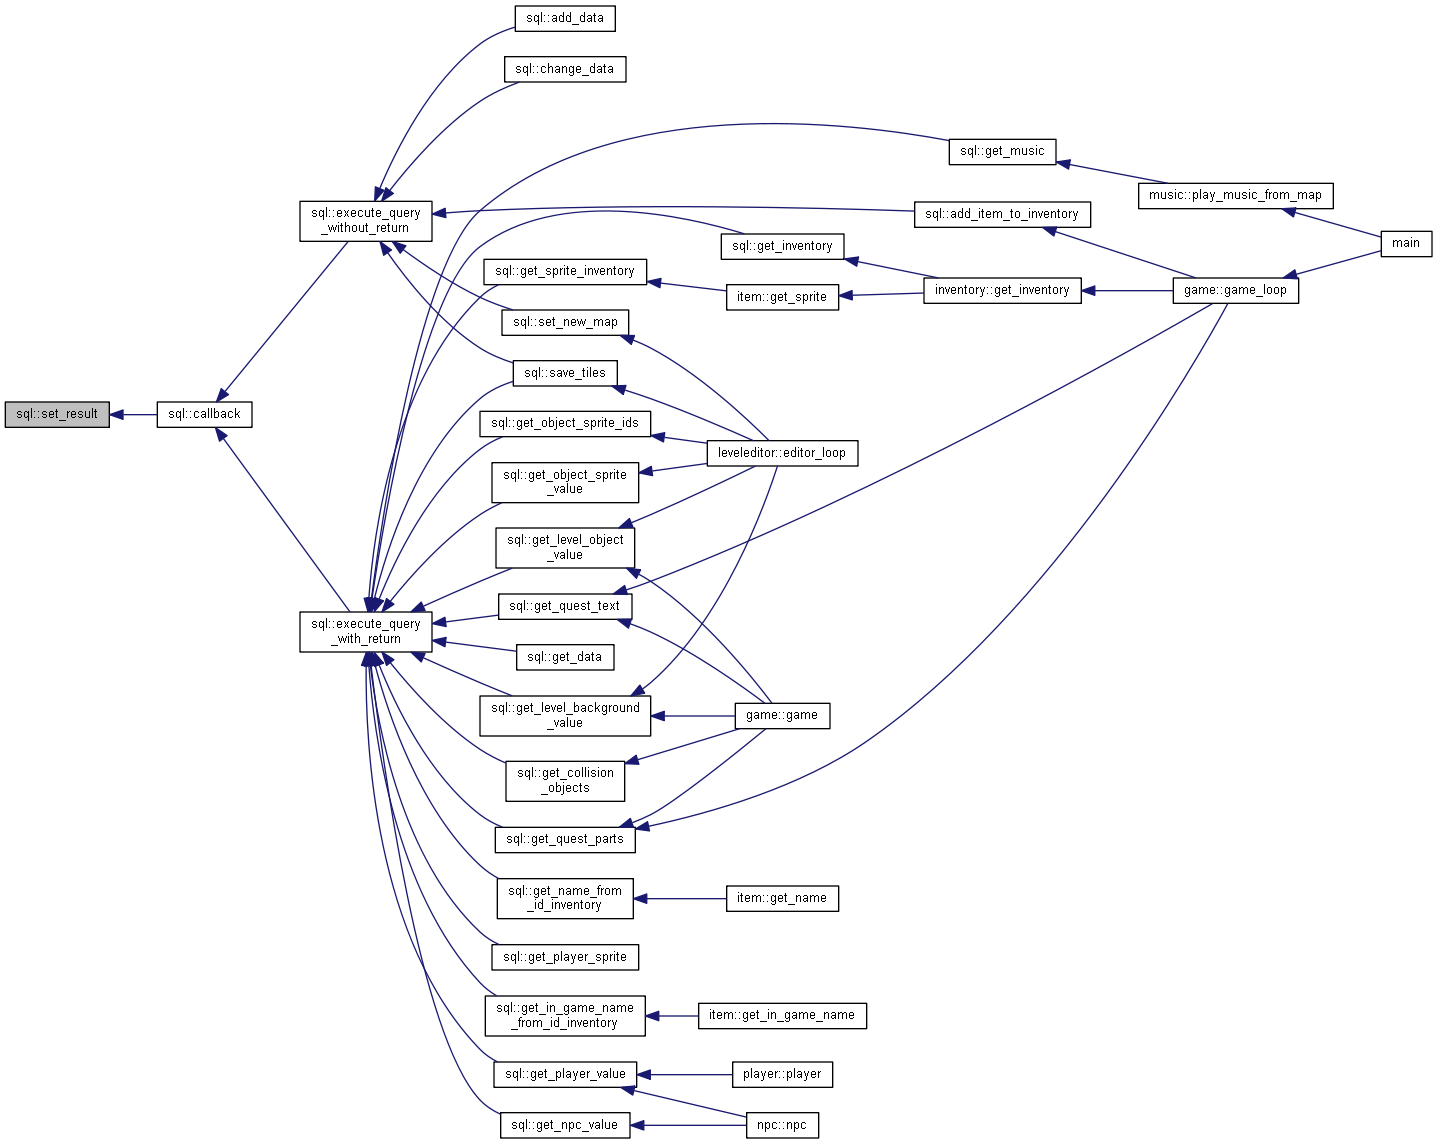 sql::add_data
sql::change_data
sql::get_music
music::play_music_from_map
sql::execute_query
_without_return
sql::add_item_to_inventory
main
sql::get_inventory
sql::get_sprite_inventory
item::get_sprite
inventory::get_inventory
game::game_loop
sql::set_new_map
sql::save_tiles
sql::set_result
sql::callback
sql::get_object_sprite_ids
leveleditor::editor_loop
sql::get_object_sprite
_value
sql::get_level_object
_value
sql::get_quest_text
sql::execute_query
_with_return
sql::get_data
sql::get_level_background
_value
game::game
sql::get_collision
_objects
sql::get_quest_parts
sql::get_name_from
_id_inventory
item::get_name
sql::get_player_sprite
sql::get_in_game_name
_from_id_inventory
item::get_in_game_name
sql::get_player_value
player::player
sql::get_npc_value
npc::npc